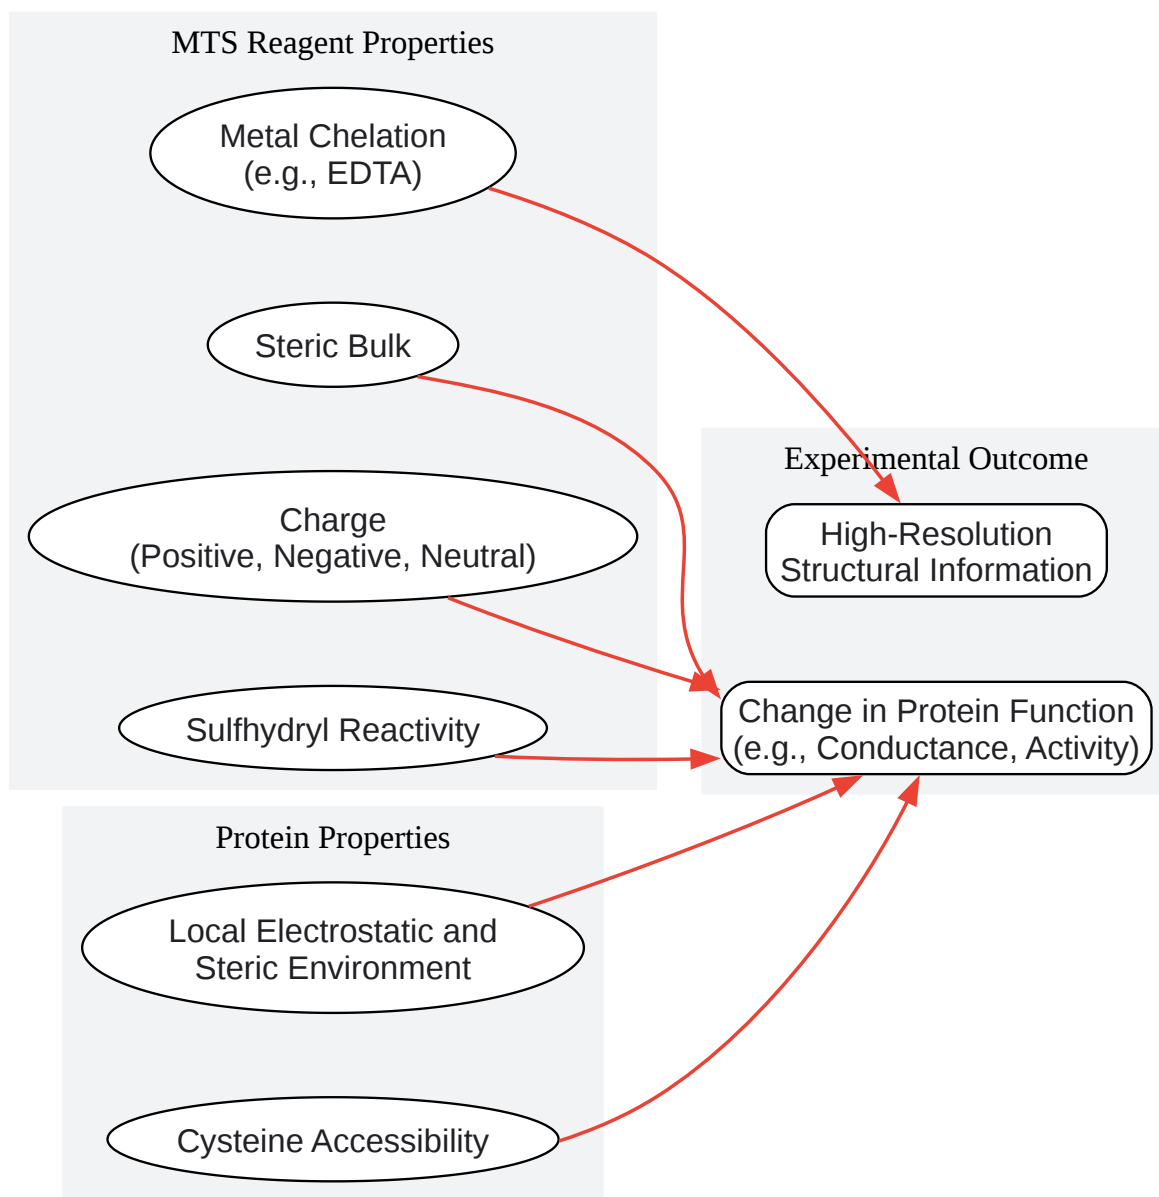 MTS Reagent Properties
Metal Chelation
(e.g., EDTA)
Steric Bulk
Charge
(Positive, Negative, Neutral)
Sulfhydryl Reactivity
Experimental Outcome
High-Resolution
Structural Information
Change in Protein Function
(e.g., Conductance, Activity)
Protein Properties
Local Electrostatic and
Steric Environment
Cysteine Accessibility